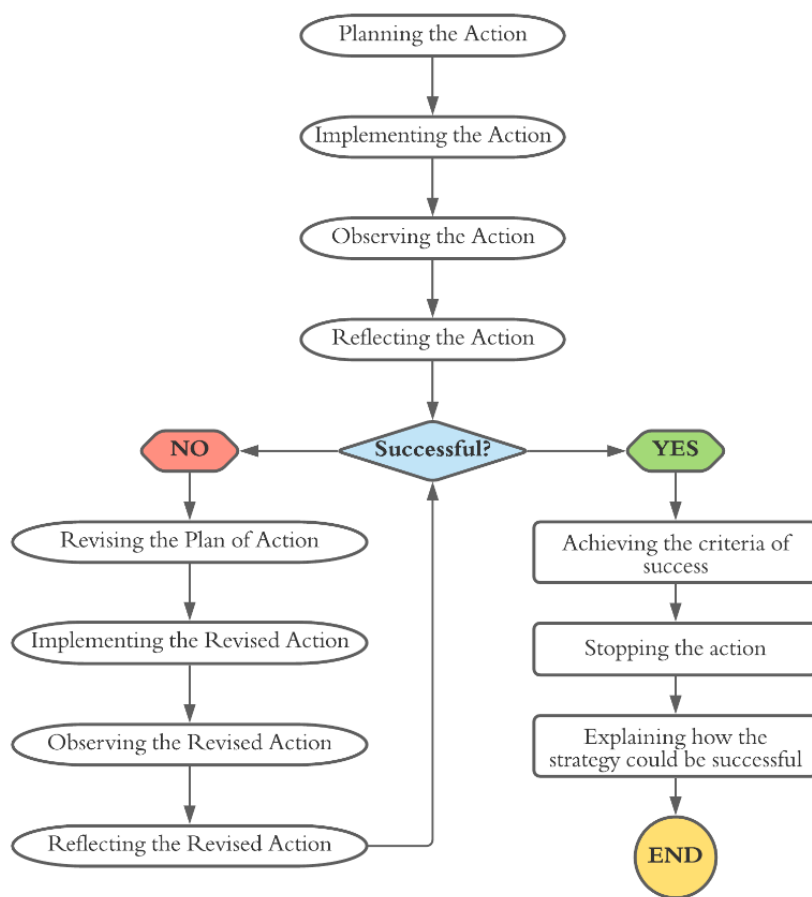 Planning the Action
Implementing the Action
Observing the Action
Reflecting the Action
NO
Successful?
YES
Revising the Plan of Action
Implementing the Revised Action
Observing the Revised Action
Reflecting the Revised Action
Achieving the criteria of
success
Stopping the action
Explaining how the
strategy could be successful
END